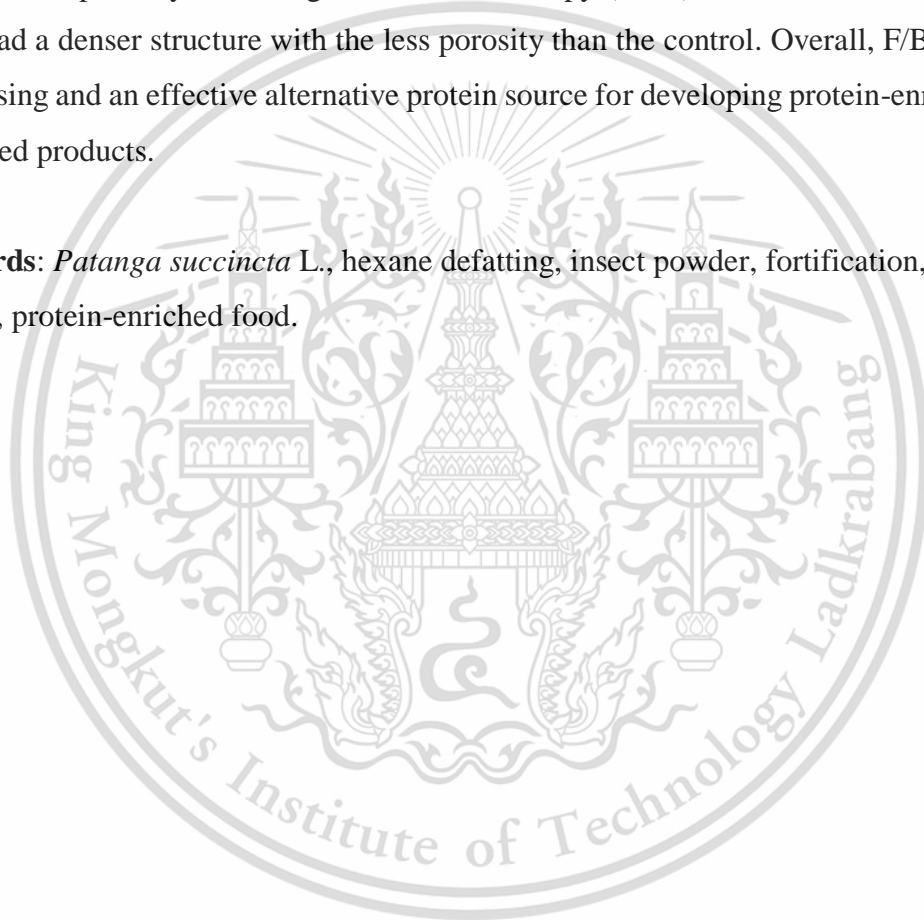 ad a denser structure with the less porosity than the control. Overall, F/B
sing and an effective alternative protein source for developing protein-enr
ed products.
rds: Patanga succincta L., hexane defatting, insect powder, fortification,
, protein-enriched food.
King Mongkut's Institute of Technology Ladkrabang